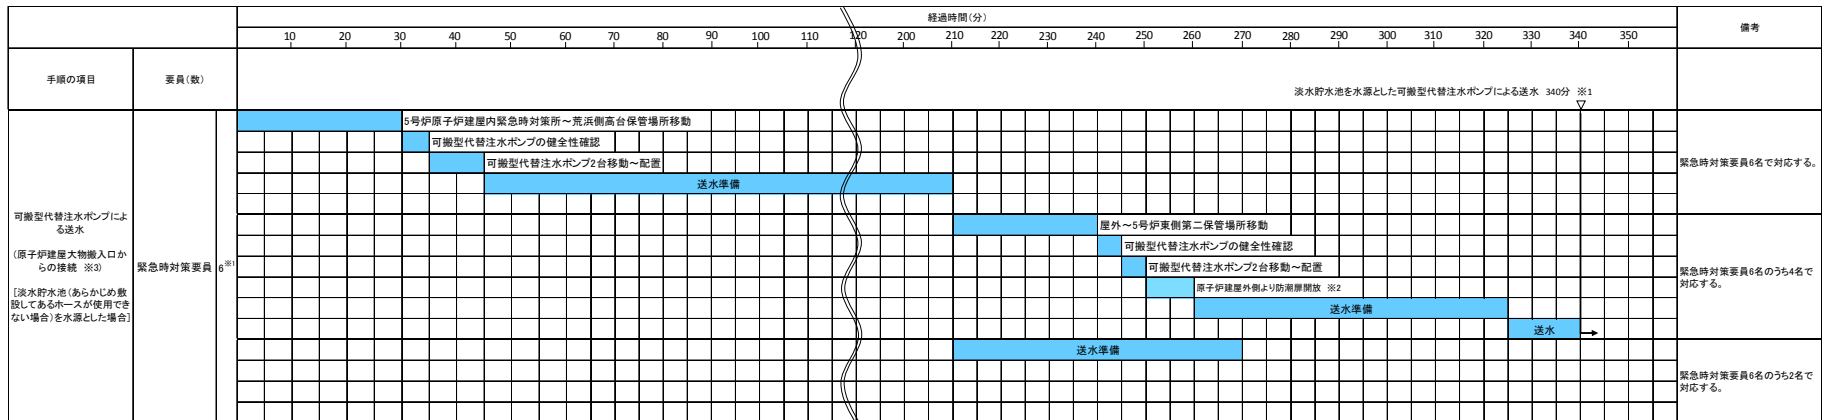 経過時間(分)
備考
10 20 30 40 50 60 70 80 90 100 110 120 200 210 220 230 240 250 260 270 280 290 300 310 320 330 340 350
手順の項目
要員(数)
淡水貯水池を水源とした可搬型代替注水ポンプによる送水 340分 ※1
5号炉原子炉建屋内緊急時対策所～荒浜側高台保管場所移動
可搬型代替注水ポンプの健全性確認
可搬型代替注水ポンプ2台移動～配置
送水準備
緊急時対策要員6名で対応する。
可搬型代替注水ポンプによ
る送水
(原子炉建屋大物搬入口か
らの接続 ※3)
[淡水貯水池(あらかじめ敷
設してあるホースが使用でき
ない場合)を水源とした場合]
緊急時対策要員
6※1
屋外～5号炉東側第二保管場所移動
可搬型代替注水ポンプの健全性確認
可搬型代替注水ポンプ2台移動～配置
原子炉建屋外側より防潮扉開放 ※2
送水準備
送水
緊急時対策要員6名のうち4名で
対応する。
送水準備
緊急時対策要員6名のうち2名で
対応する。